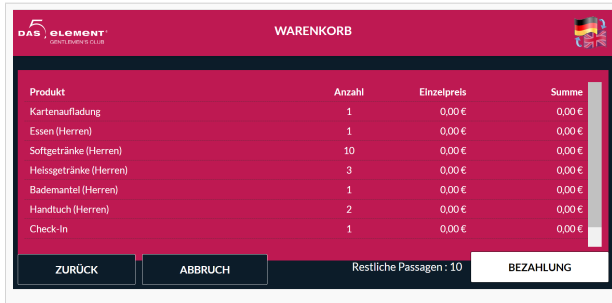 DAS 5. ELEMENT
GENTLEMEN'S CLUB
WARENKORB
Produkt Anzahl Einzelpreis Summe
Kartenaufladung 1 0,00 € 0,00 €
Essen (Herren) 1 0,00 € 0,00 €
Softgetränke (Herren) 10 0,00 € 0,00 €
Heissgetränke (Herren) 3 0,00 € 0,00 €
Bademantel (Herren) 1 0,00 € 0,00 €
Handtuch (Herren) 2 0,00 € 0,00 €
Check-In 1 0,00 € 0,00 €
ZURÜCK ABBRUCH Restliche Passagen : 10 BEZAHLUNG